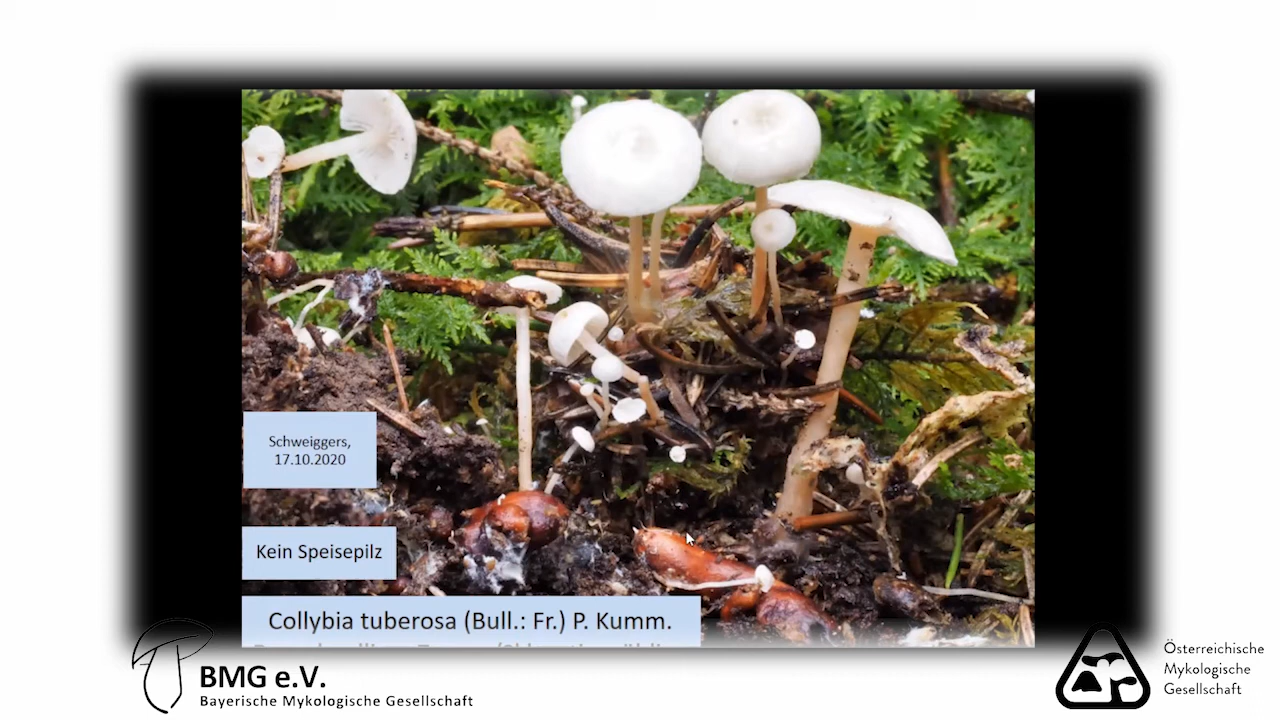 Schweiggers,
17.10.2020
Kein Speisepilz
Collybia tuberosa (Bull.: Fr.) P. Kumm.
BMG e.V.
Bayerische Mykologische Gesellschaft
Österreichische
Mykologische
Gesellschaft